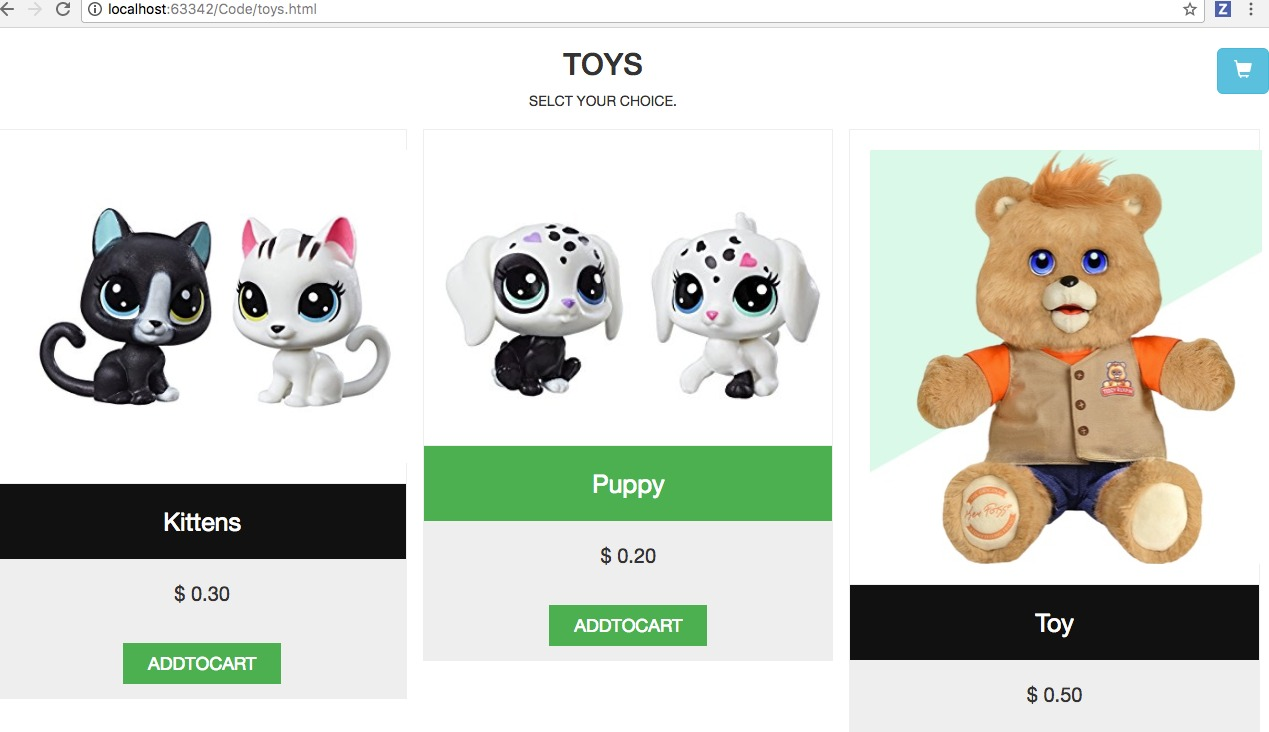 localhost:63342/Code/toys.html
Z
TOYS
SELCT YOUR CHOICE.
Kittens
$ 0.30
ADDTOCART
Puppy
$ 0.20
ADDTOCART
Toy
$ 0.50